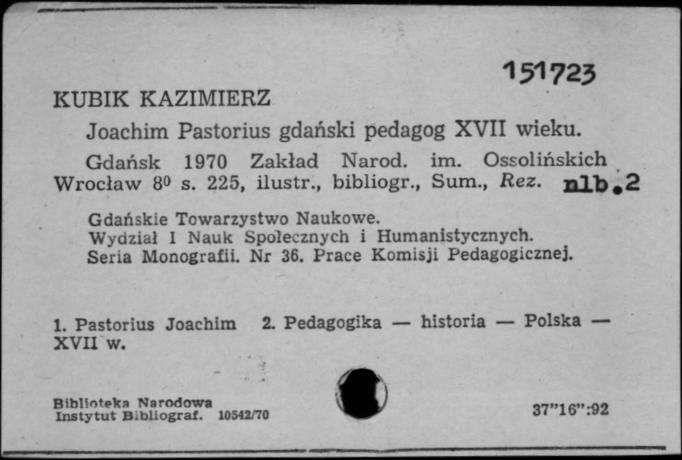 151723
KUBIK KAZIMIERZ
Joachim Pastorius gdański pedagog XVII wieku.
Gdańsk 1970 Zakład Narod. im. Ossolińskich
Wrocław 8⁰ s. 225, ilustr., bibliogr., Sum., Rez. nlb.2
Gdańskie Towarzystwo Naukowe.
Wydział I Nauk Społecznych i Humanistycznych.
Seria Monografii. Nr 36. Prace Komisji Pedagogicznej.
1. Pastorius Joachim 2. Pedagogika — historia — Polska —
XVII w.
Biblioteka Narodowa
Instytut Bibliograf. 10542/70
37”16”:92